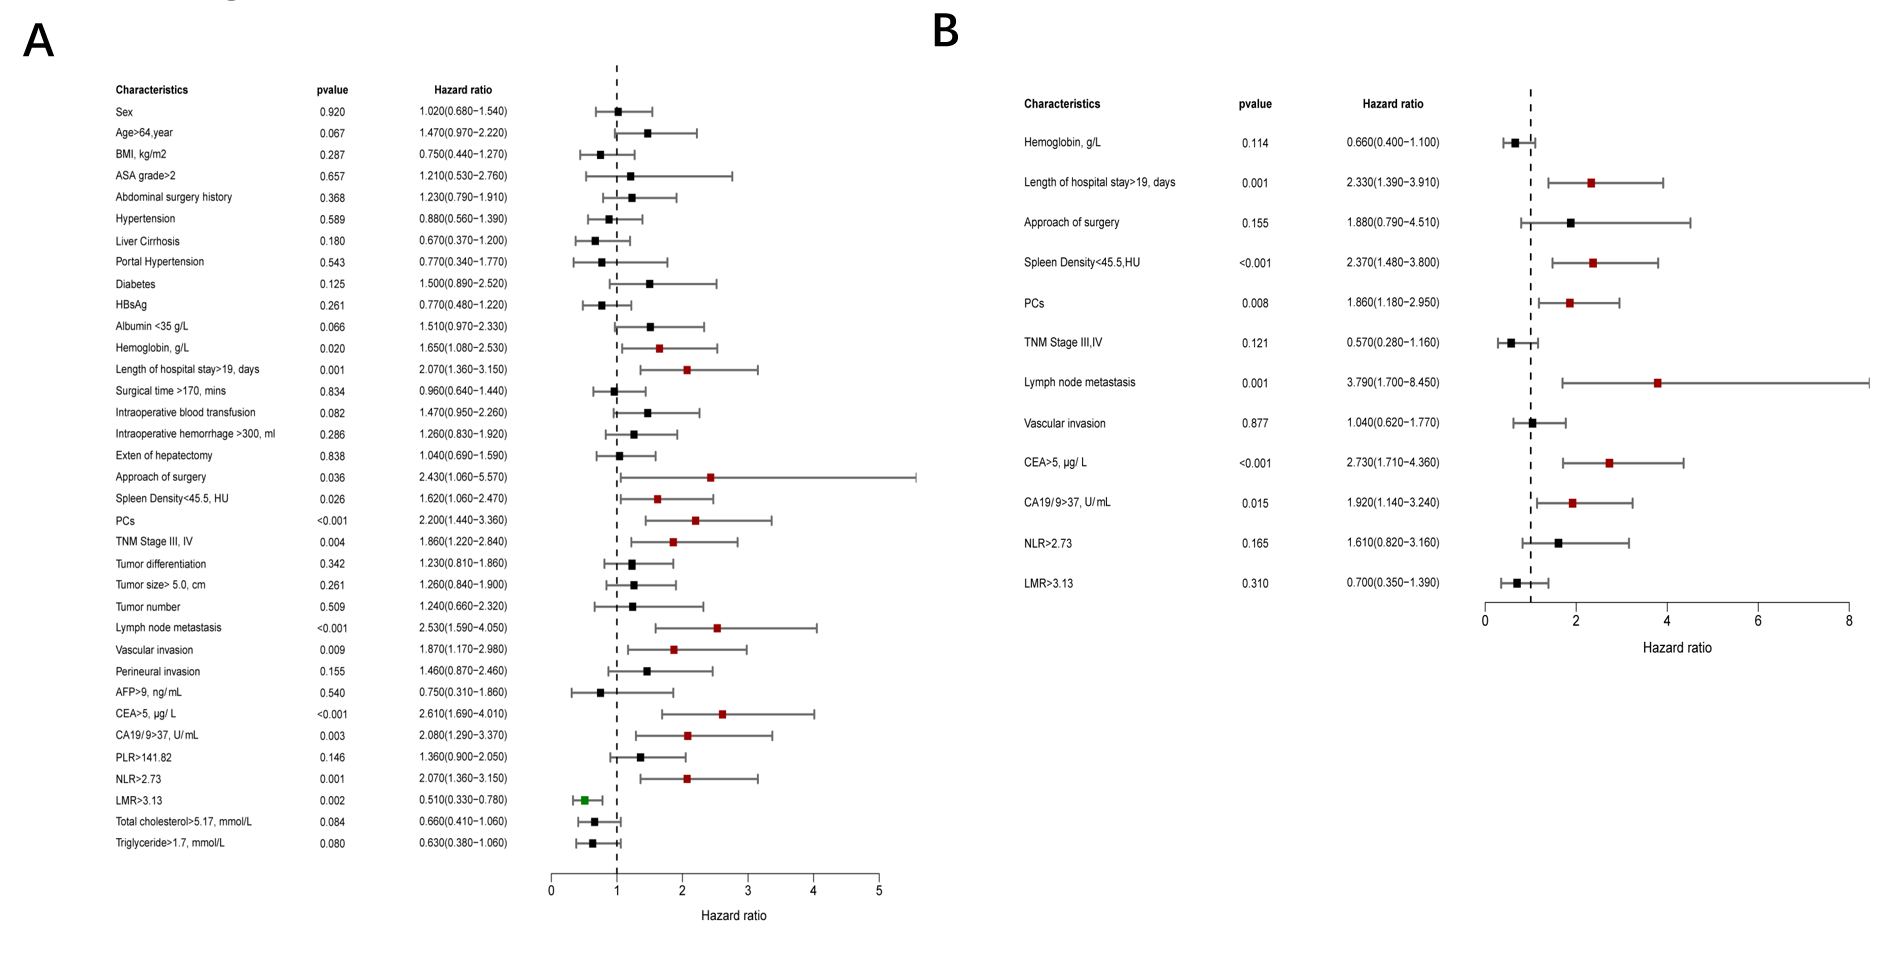 A
Characteristics pvalue Hazard ratio
Sex 0.920 1.020(0.680−1.540)
Age>64,year 0.067 1.470(0.970−2.220)
BMI, kg/m2 0.287 0.750(0.440−1.270)
ASA grade>2 0.657 1.210(0.530−2.760)
Abdominal surgery history 0.368 1.230(0.790−1.910)
Hypertension 0.589 0.880(0.560−1.390)
Liver Cirrhosis 0.180 0.670(0.370−1.200)
Portal Hypertension 0.543 0.770(0.340−1.770)
Diabetes 0.125 1.500(0.890−2.520)
HBsAg 0.261 0.770(0.480−1.220)
Albumin <35 g/L 0.066 1.510(0.970−2.330)
Hemoglobin, g/L 0.020 1.650(1.080−2.530)
Length of hospital stay>19, days 0.001 2.070(1.360−3.150)
Surgical time >170, mins 0.834 0.960(0.640−1.440)
Intraoperative blood transfusion 0.082 1.470(0.950−2.260)
Intraoperative hemorrhage >300, ml 0.286 1.260(0.830−1.920)
Exten of hepatectomy 0.838 1.040(0.690−1.590)
Approach of surgery 0.036 2.430(1.060−5.570)
Spleen Density<45.5, HU 0.026 1.620(1.060−2.470)
PCs <0.001 2.200(1.440−3.360)
TNM Stage III, IV 0.004 1.860(1.220−2.840)
Tumor differentiation 0.342 1.230(0.810−1.860)
Tumor size> 5.0, cm 0.261 1.260(0.840−1.900)
Tumor number 0.509 1.240(0.660−2.320)
Lymph node metastasis <0.001 2.530(1.590−4.050)
Vascular invasion 0.009 1.870(1.170−2.980)
Perineural invasion 0.155 1.460(0.870−2.460)
AFP>9, ng/mL 0.540 0.750(0.310−1.860)
CEA>5, µg/ L <0.001 2.610(1.690−4.010)
CA19/9>37, U/mL 0.003 2.080(1.290−3.370)
PLR>141.82 0.146 1.360(0.900−2.050)
NLR>2.73 0.001 2.070(1.360−3.150)
LMR>3.13 0.002 0.510(0.330−0.780)
Total cholesterol>5.17, mmol/L 0.084 0.660(0.410−1.060)
Triglyceride>1.7, mmol/L 0.080 0.630(0.380−1.060)
0 1 2 3 4 5
Hazard ratio
B
Characteristics pvalue Hazard ratio
Hemoglobin, g/L 0.114 0.660(0.400−1.100)
Length of hospital stay>19, days 0.001 2.330(1.390−3.910)
Approach of surgery 0.155 1.880(0.790−4.510)
Spleen Density<45.5,HU <0.001 2.370(1.480−3.800)
PCs 0.008 1.860(1.180−2.950)
TNM Stage III,IV 0.121 0.570(0.280−1.160)
Lymph node metastasis 0.001 3.790(1.700−8.450)
Vascular invasion 0.877 1.040(0.620−1.770)
CEA>5, µg/ L <0.001 2.730(1.710−4.360)
CA19/9>37, U/mL 0.015 1.920(1.140−3.240)
NLR>2.73 0.165 1.610(0.820−3.160)
LMR>3.13 0.310 0.700(0.350−1.390)
0 2 4 6 8
Hazard ratio